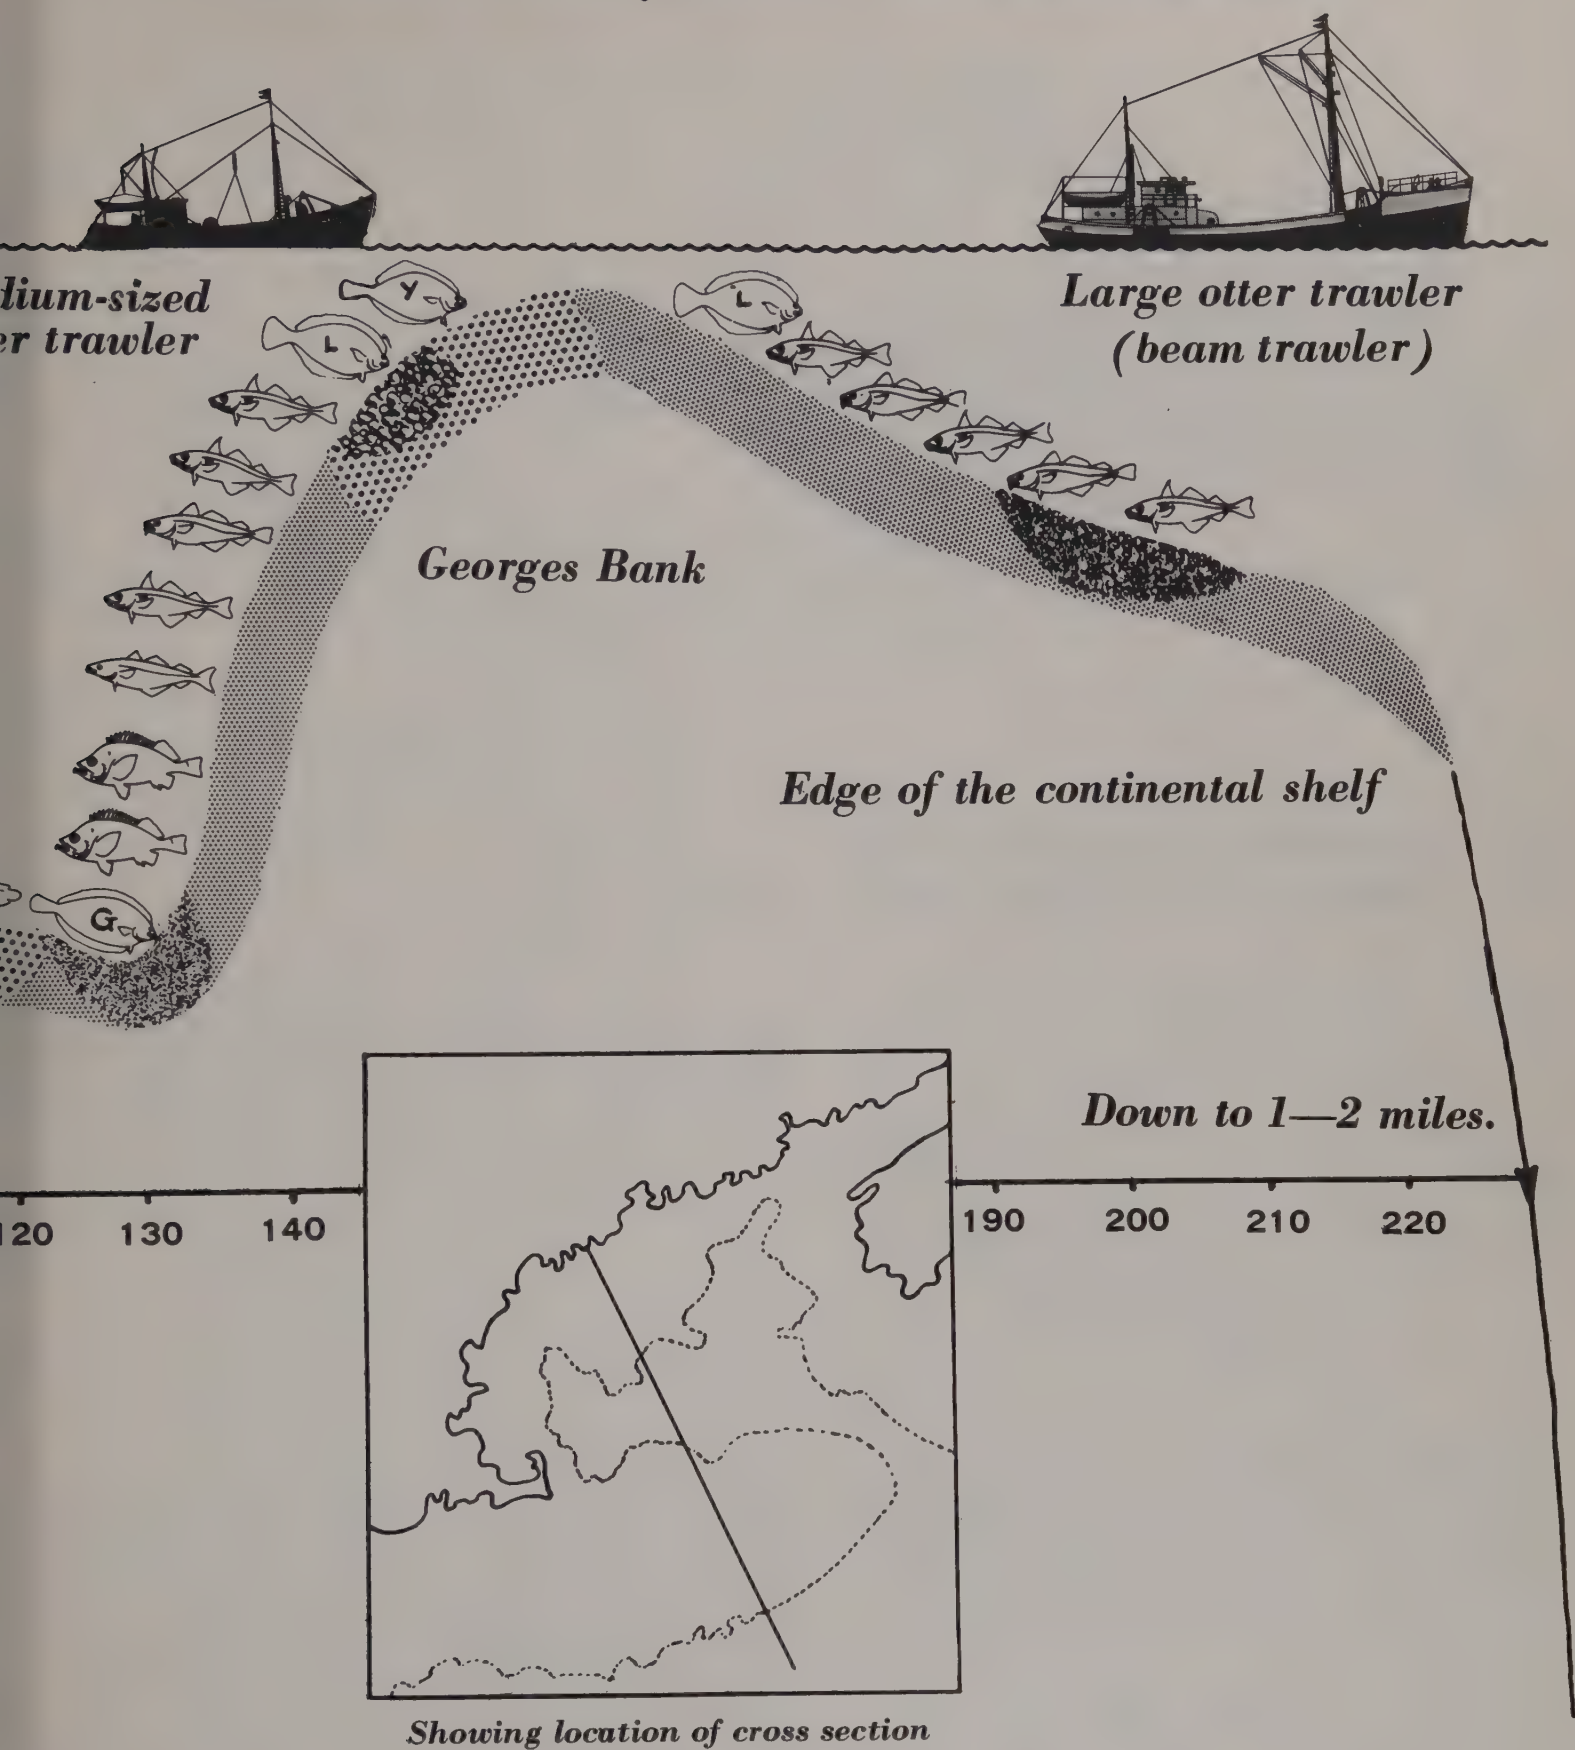 dium-sized
er trawler
Large otter trawler
(beam trawler)
Y
L
L
Georges Bank
Edge of the continental shelf
G
Down to 1—2 miles.
120 130 140 190 200 210 220
Showing location of cross section